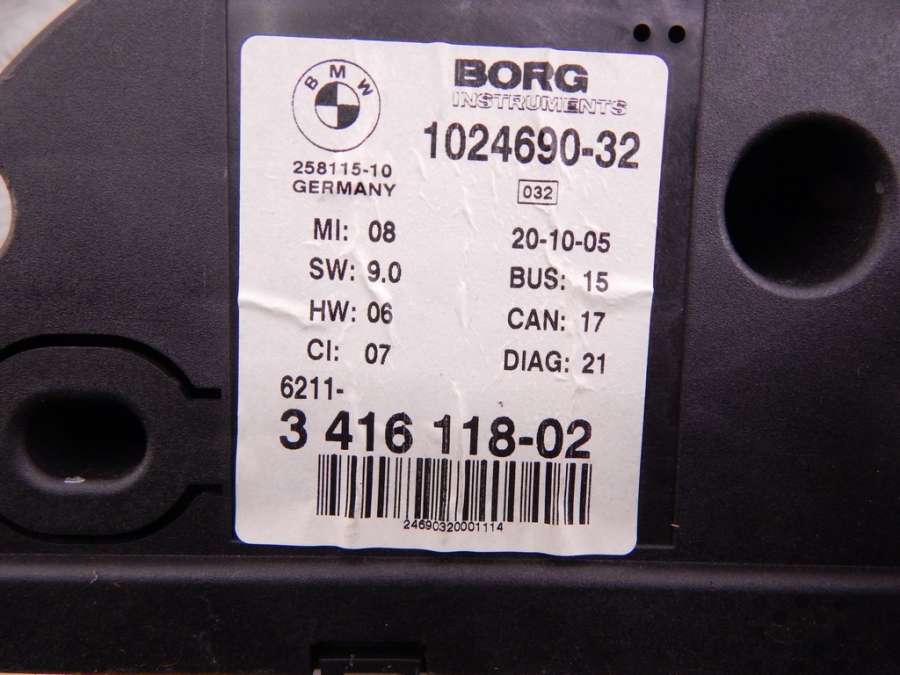 BMW
BORG
INSTRUMENTS
1024690-32
258115-10
GERMANY
032
MI: 08
20-10-05
SW: 9.0
BUS: 15
HW: 06
CAN: 17
CI: 07
DIAG: 21
6211-
3 416 118-02
24690320001114